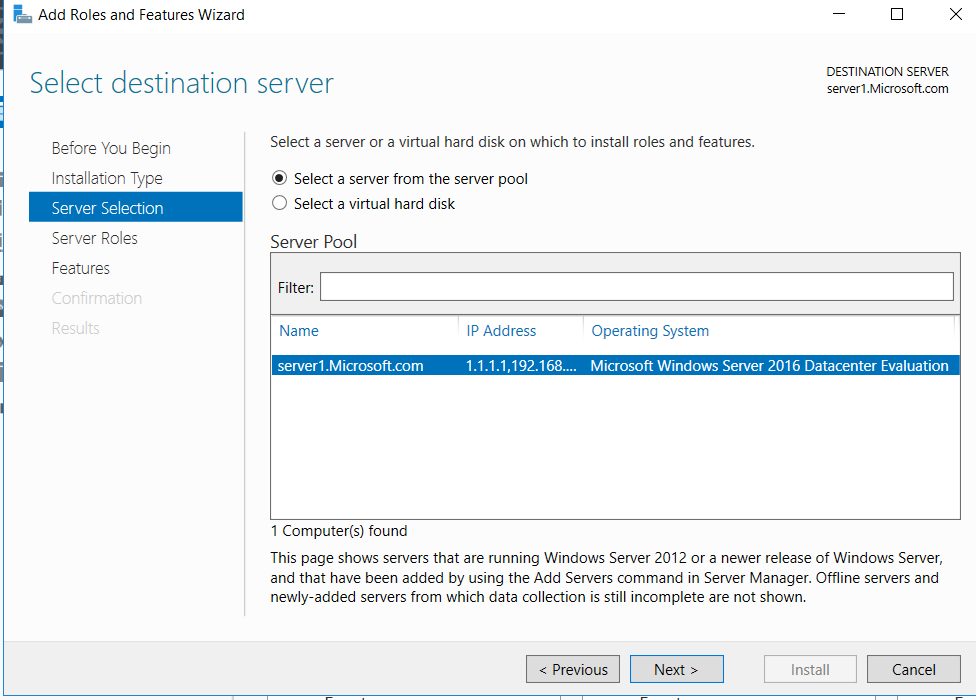 Add Roles and Features Wizard
Select destination server
DESTINATION SERVER
server1.Microsoft.com
Before You Begin
Installation Type
Server Selection
Server Roles
Features
Confirmation
Results
Select a server or a virtual hard disk on which to install roles and features.
Select a server from the server pool
Select a virtual hard disk
Server Pool
Filter:
Name IP Address Operating System
server1.Microsoft.com 1.1.1.1,192.168.... Microsoft Windows Server 2016 Datacenter Evaluation
1 Computer(s) found
This page shows servers that are running Windows Server 2012 or a newer release of Windows Server,
and that have been added by using the Add Servers command in Server Manager. Offline servers and
newly-added servers from which data collection is still incomplete are not shown.
< Previous Next > Install Cancel